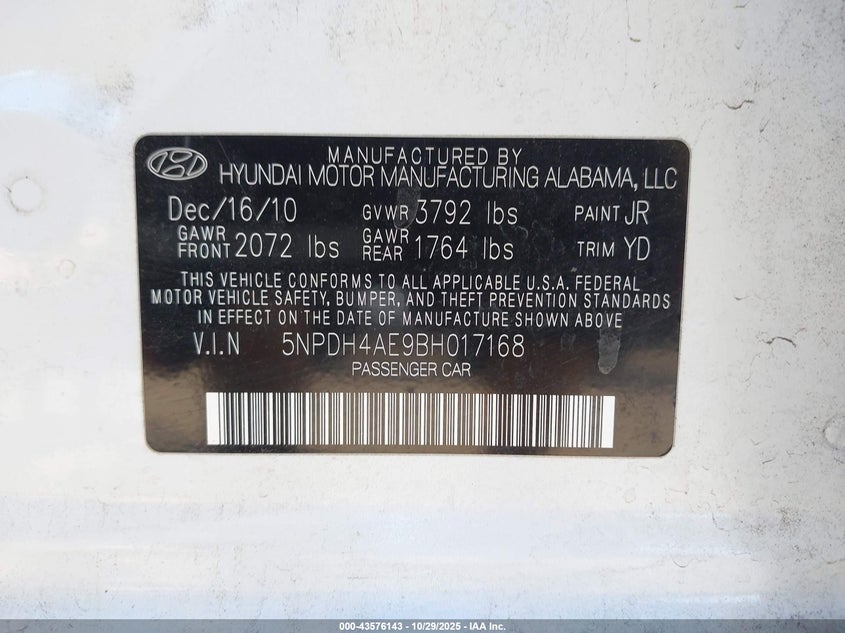 MANUFACTURED BY
HYUNDAI MOTOR MANUFACTURING ALABAMA, LLC
Dec/16/10 GVWR 3792 lbs PAINT JR
GAWR FRONT 2072 lbs GAWR REAR 1764 lbs TRIM YD
THIS VEHICLE CONFORMS TO ALL APPLICABLE U.S.A. FEDERAL
MOTOR VEHICLE SAFETY, BUMPER, AND THEFT PREVENTION STANDARDS
IN EFFECT ON THE DATE OF MANUFACTURE SHOWN ABOVE
V.I.N 5NPDH4AE9BH017168
PASSENGER CAR
000-43576143 - 10/29/2025 - IAA Inc.